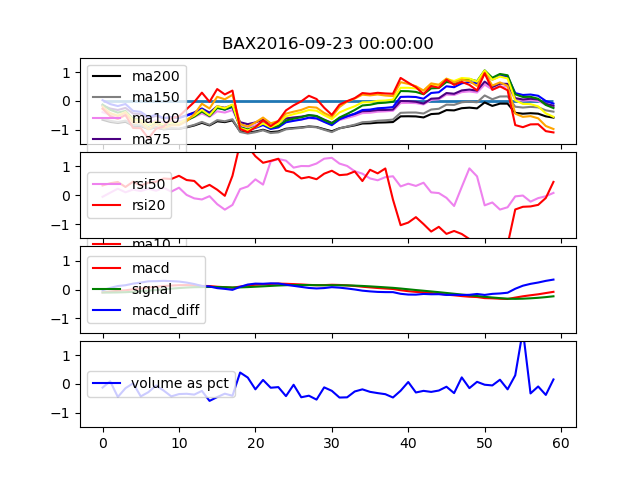 BAX2016-09-23 00:00:00
1
0
−1
ma200
ma150
ma100
ma75
1
0
−1
rsi50
rsi20
ma10
1
0
−1
macd
signal
macd_diff
1
0
−1
volume as pct
0 10 20 30 40 50 60